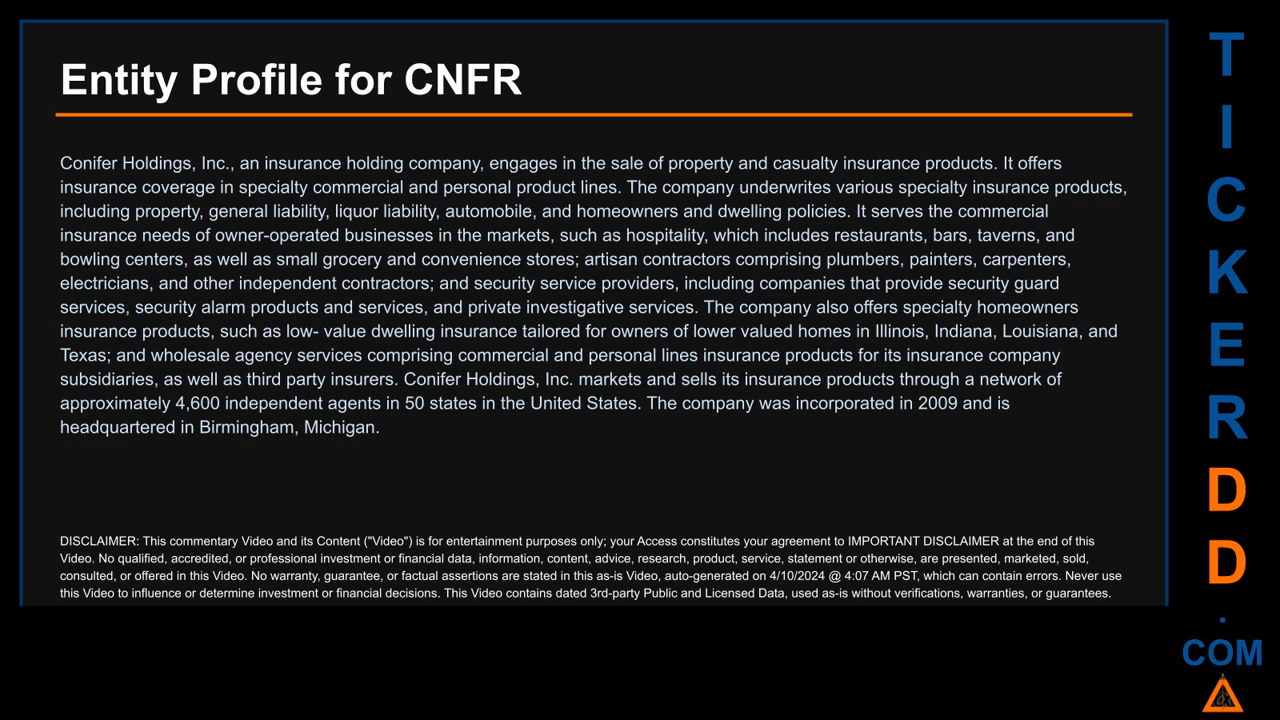 Entity Profile for CNFR
Conifer Holdings, Inc., an insurance holding company, engages in the sale of property and casualty insurance products. It offers
insurance coverage in specialty commercial and personal product lines. The company underwrites various specialty insurance products,
including property, general liability, liquor liability, automobile, and homeowners and dwelling policies. It serves the commercial
insurance needs of owner-operated businesses in the markets, such as hospitality, which includes restaurants, bars, taverns, and
bowling centers, as well as small grocery and convenience stores; artisan contractors comprising plumbers, painters, carpenters,
electricians, and other independent contractors; and security service providers, including companies that provide security guard
services, security alarm products and services, and private investigative services. The company also offers specialty homeowners
insurance products, such as low- value dwelling insurance tailored for owners of lower valued homes in Illinois, Indiana, Louisiana, and
Texas; and wholesale agency services comprising commercial and personal lines insurance products for its insurance company
subsidiaries, as well as third party insurers. Conifer Holdings, Inc. markets and sells its insurance products through a network of
approximately 4,600 independent agents in 50 states in the United States. The company was incorporated in 2009 and is
headquartered in Birmingham, Michigan.
DISCLAIMER: This commentary Video and its Content ("Video") is for entertainment purposes only; your Access constitutes your agreement to IMPORTANT DISCLAIMER at the end of this
Video. No qualified, accredited, or professional investment or financial data, information, content, advice, research, product, service, statement or otherwise, are presented, marketed, sold,
consulted, or offered in this Video. No warranty, guarantee, or factual assertions are stated in this as-is Video, auto-generated on 4/10/2024 @ 4:07 AM PST, which can contain errors. Never use
this Video to influence or determine investment or financial decisions. This Video contains dated 3rd-party Public and Licensed Data, used as-is without verifications, warranties, or guarantees.
T
I
C
K
E
R
D
D
.
COM